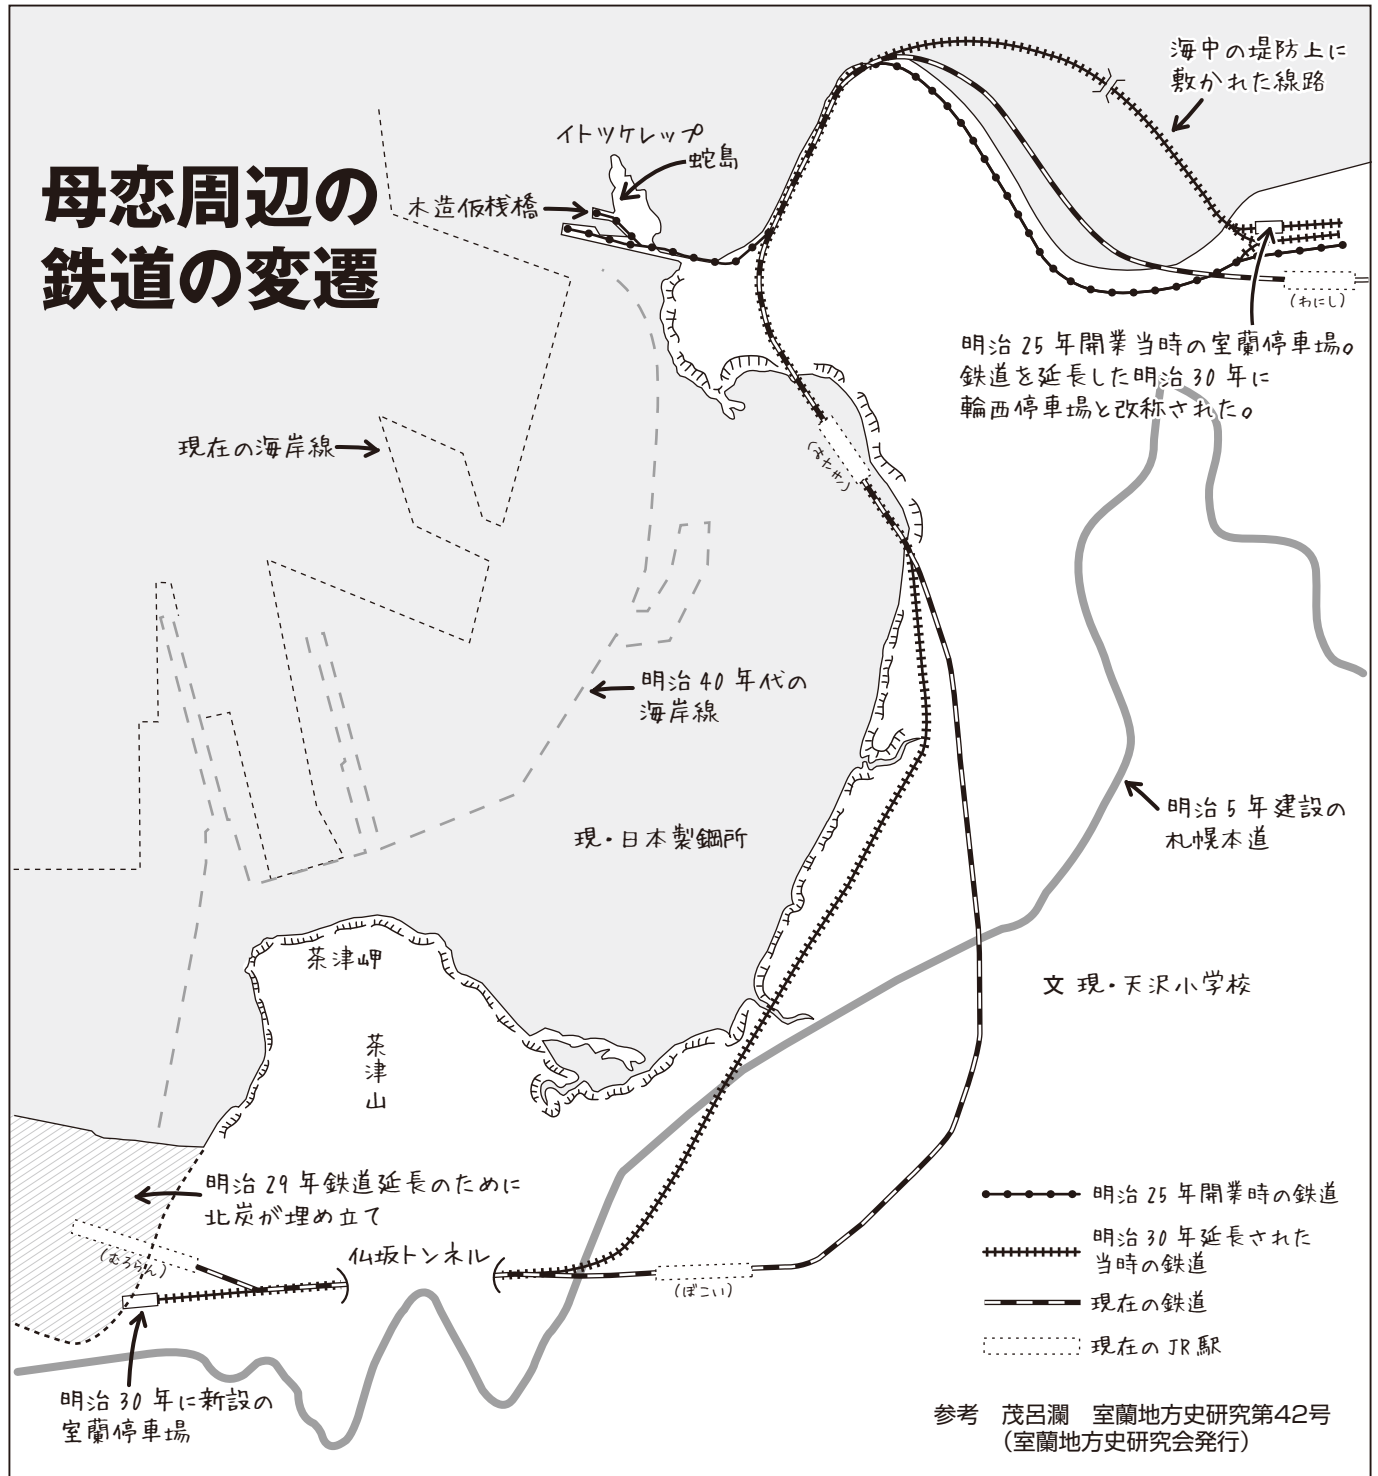 母恋周辺の
鉄道の変遷
海中の堤防上に
敷かれた線路
イトツケレップ
蛇島
木造仮桟橋
(わにし)
明治25年開業当時の室蘭停車場。
鉄道を延長した明治30年に
輪西停車場と改称された。
現在の海岸線
(みさき)
明治40年代の
海岸線
現・日本製鋼所
明治5年建設の
札幌本道
茶津岬
文 現・天沢小学校
茶津山
明治29年鉄道延長のために
北炭が埋め立て
(むろらん)
仏坂トンネル
(ぼこい)
明治30年に新設の
室蘭停車場
明治25年開業時の鉄道
明治30年延長された
当時の鉄道
現在の鉄道
現在のJR駅
参考 茂呂瀾 室蘭地方史研究第42号
(室蘭地方史研究会発行)